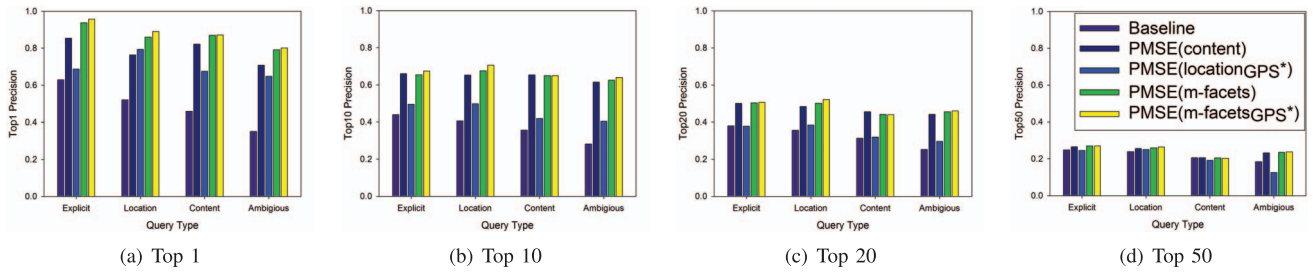 1.0
0.8
0.6
0.4
0.2
0.0
Top1 Precision
Explicit Location Content Ambigious
Query Type
(a) Top 1
1.0
0.8
0.6
0.4
0.2
0.0
Top10 Precision
Explicit Location Content Ambigious
Query Type
(b) Top 10
1.0
0.8
0.6
0.4
0.2
0.0
Top20 Precision
Explicit Location Content Ambigious
Query Type
(c) Top 20
1.0
0.8
0.6
0.4
0.2
0.0
Top50 Precision
Baseline
PMSE(content)
PMSE(locationGPS*)
PMSE(m-facets)
PMSE(m-facetsGPS*)
Explicit Location Content Ambigious
Query Type
(d) Top 50